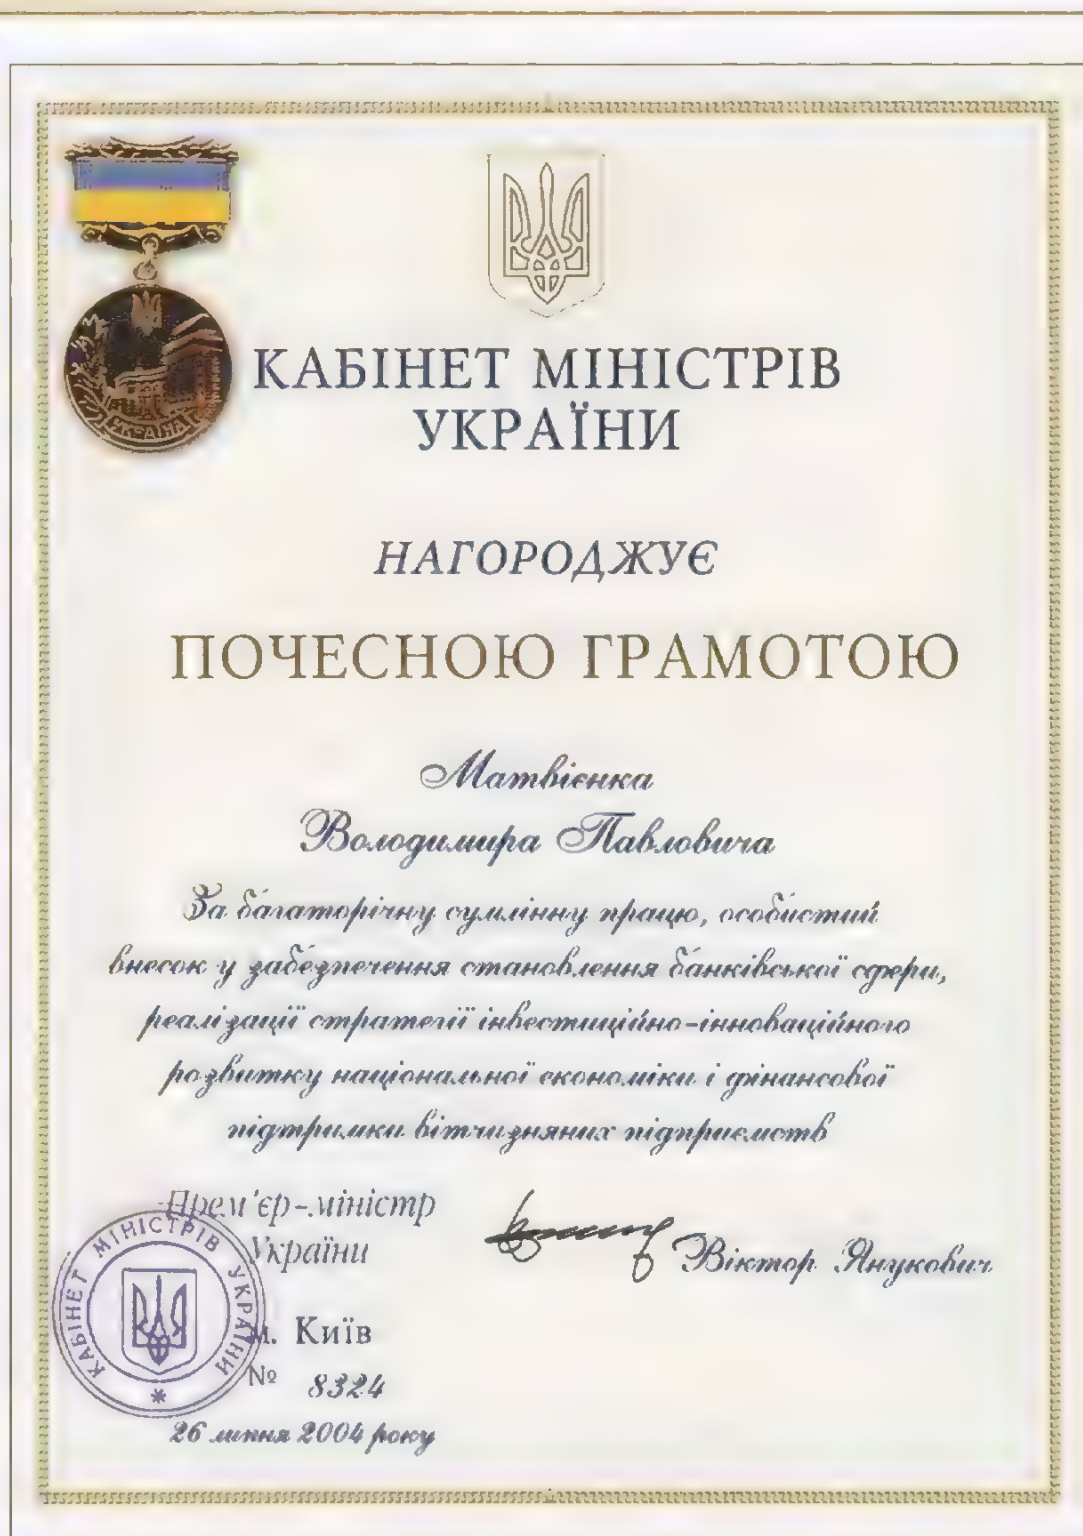 КАБІНЕТ МІНІСТРІВ
УКРАЇНИ
НАГОРОДЖУЄ
ПОЧЕСНОЮ ГРАМОТОЮ
Матвієнка
Володимира Павловича
За багаторічну сумлінну працю, особистий
внесок у забезпечення становлення банківської сфери,
реалізації стратегії інвестиційно-інноваційного
розвитку національної економіки і фінансової
підтримки вітчизняних підприємств
Прем'єр-міністр
України
Віктор Янукович
м. Київ
№ 8324
26 липня 2004 року
КАБІНЕТ МІНІСТРІВ УКРАЇНИ
УКРАЇНА